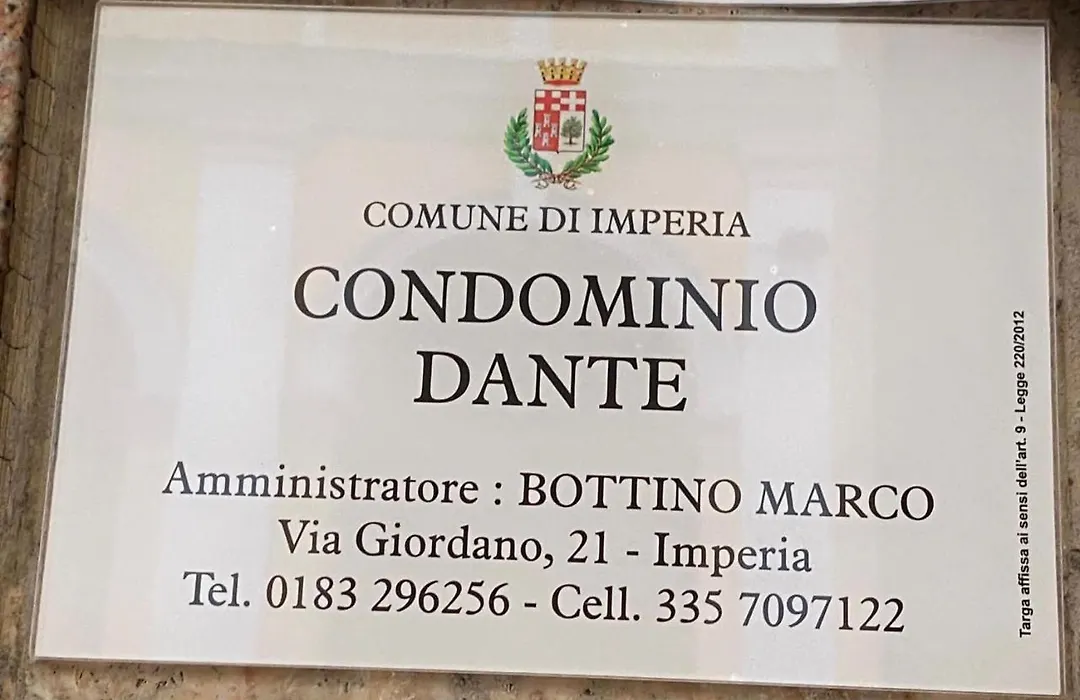 COMUNE DI IMPERIA
CONDOMINIO
DANTE
Amministratore : BOTTINO MARCO
Via Giordano, 21 - Imperia
Tel. 0183 296256 - Cell. 335 7097122
Targa affissa ai sensi dell'art. 9 - Legge 220/2012